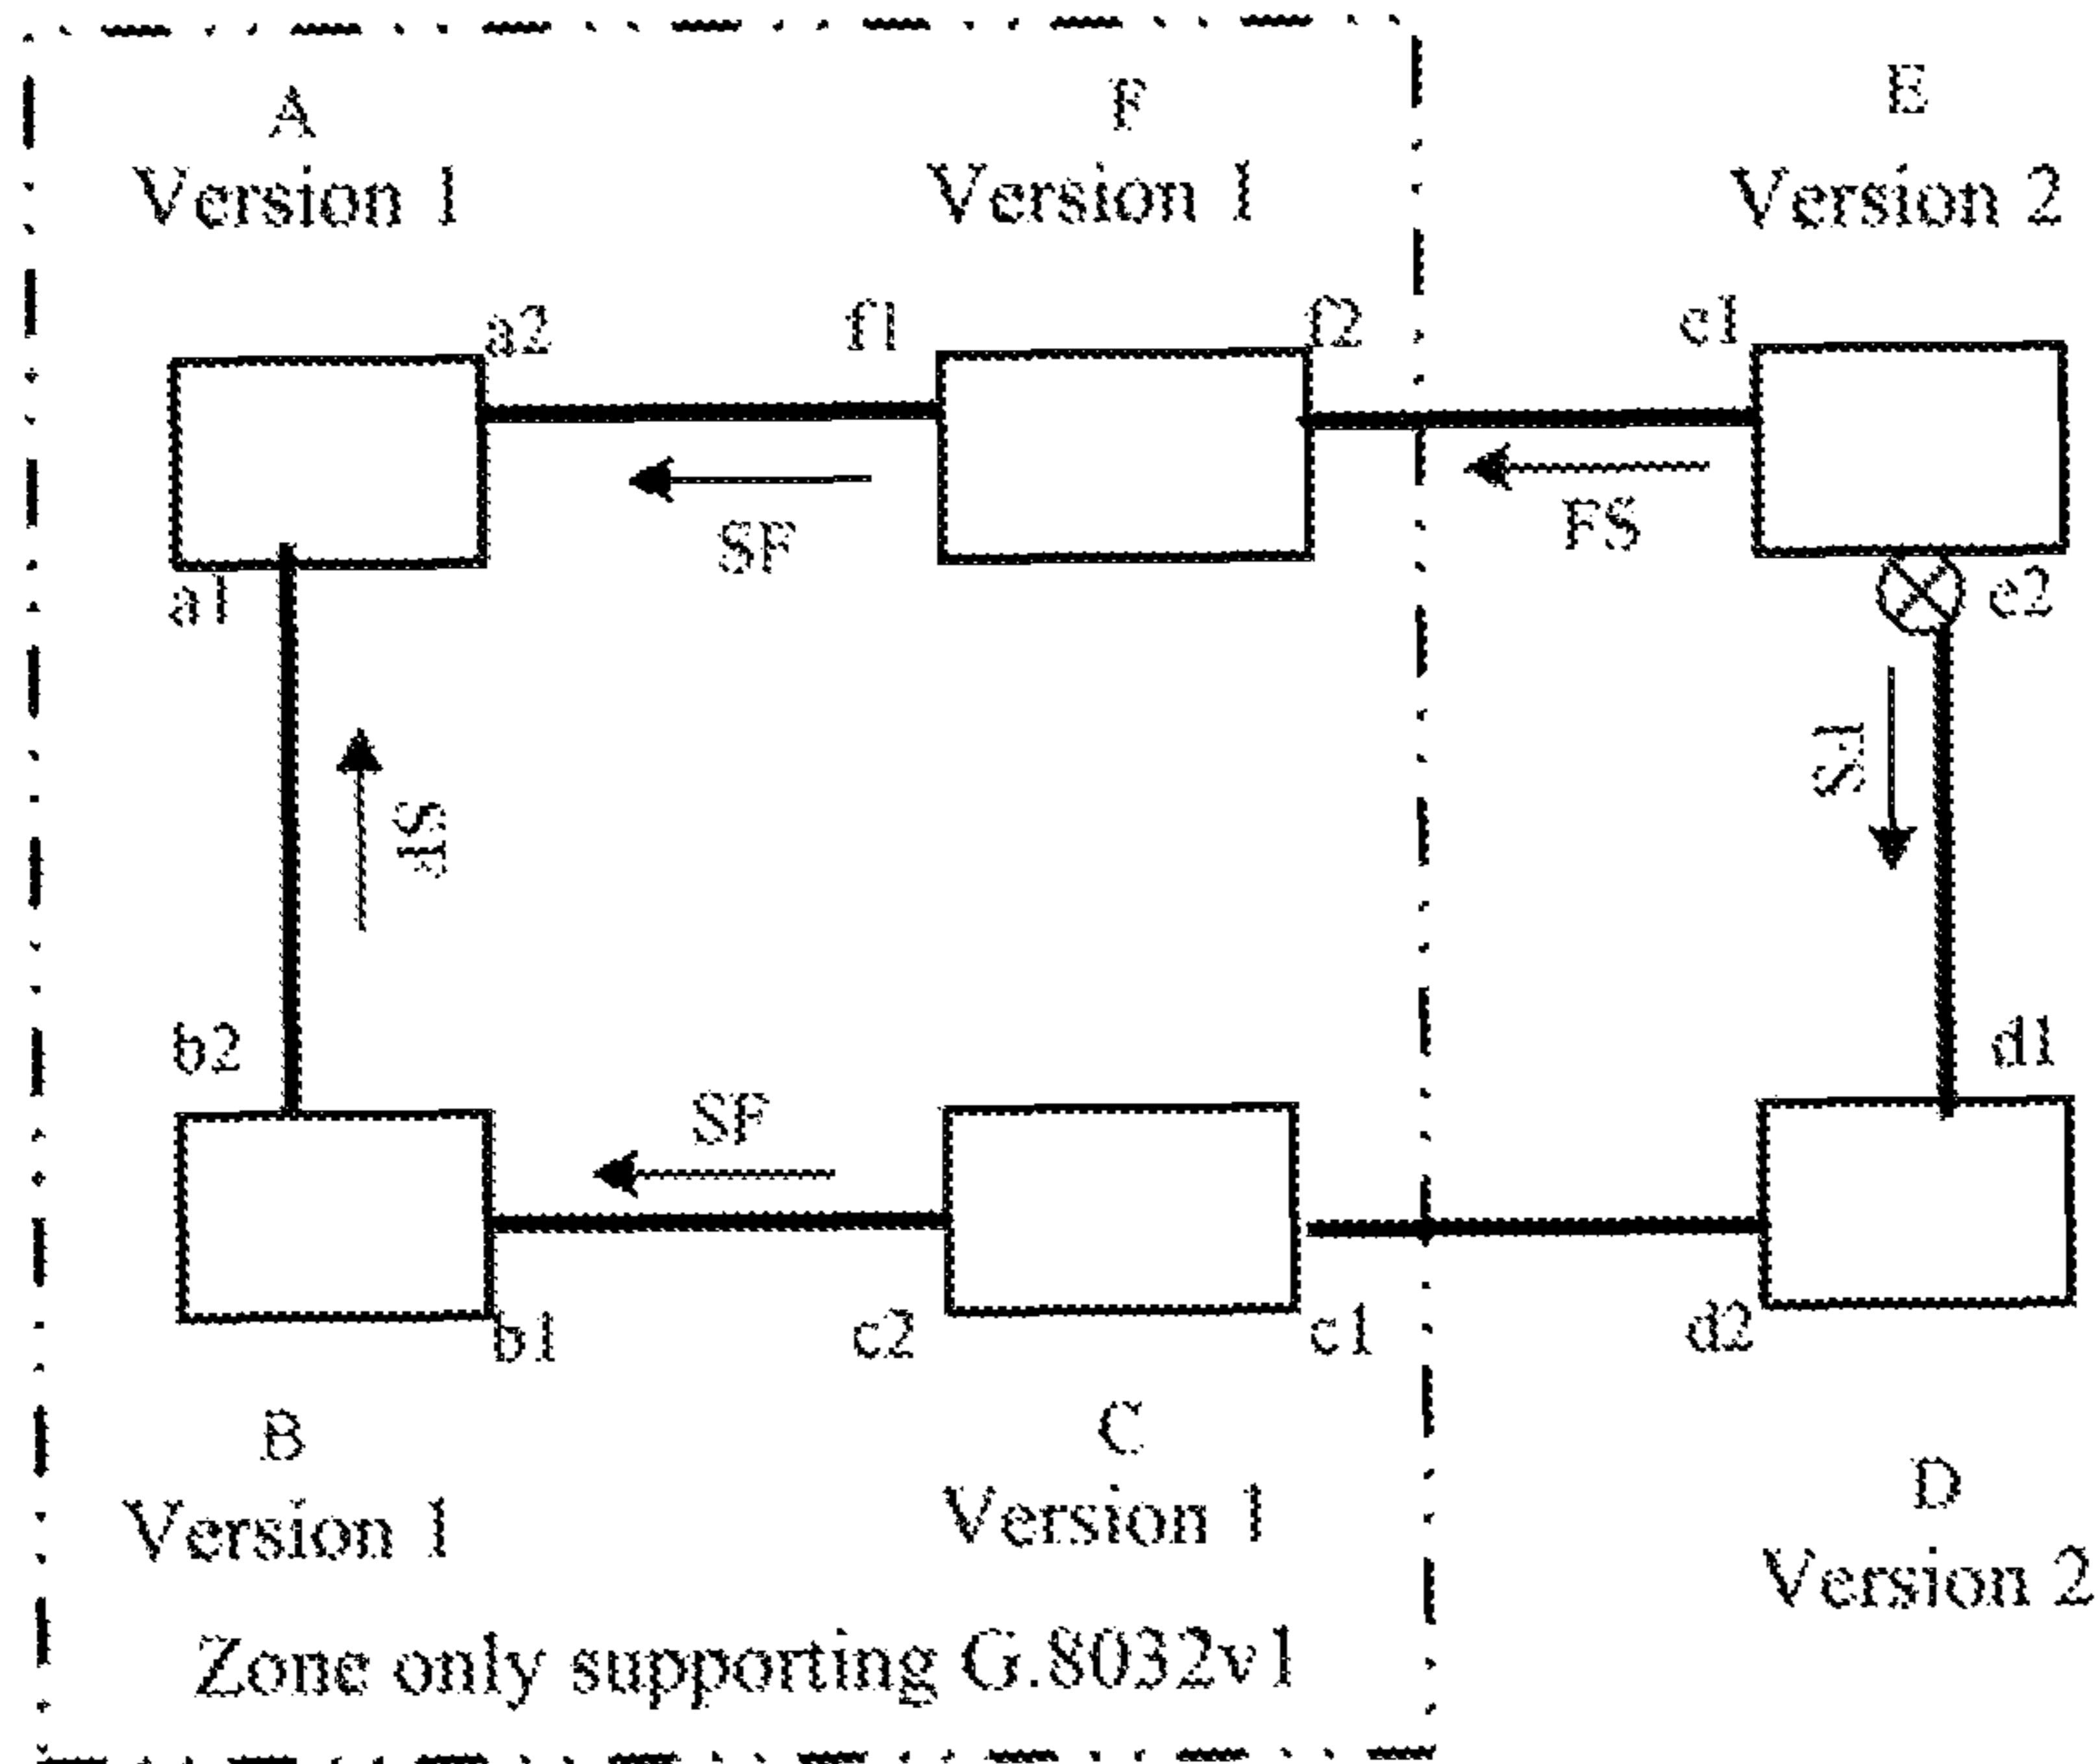 A
Version 1
F
Version 1
E
Version 2
a2
f1
f2
e1
SF
FS
a1
e2
FS
SF
b2
d1
SF
b1
c2
c1
d2
B
Version 1
C
Version 1
D
Version 2
Zone only supporting G.8032v1